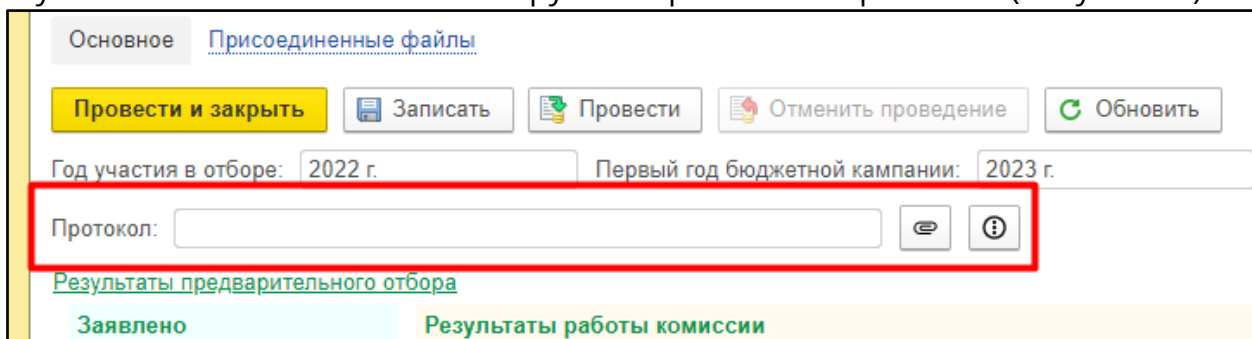 Основное Присоединенные файлы
Провести и закрыть Записать Провести Отменить проведение Обновить
Год участия в отборе: 2022 г. Первый год бюджетной кампании: 2023 г.
Протокол:
Результаты предварительного отбора
Заявлено Результаты работы комиссии